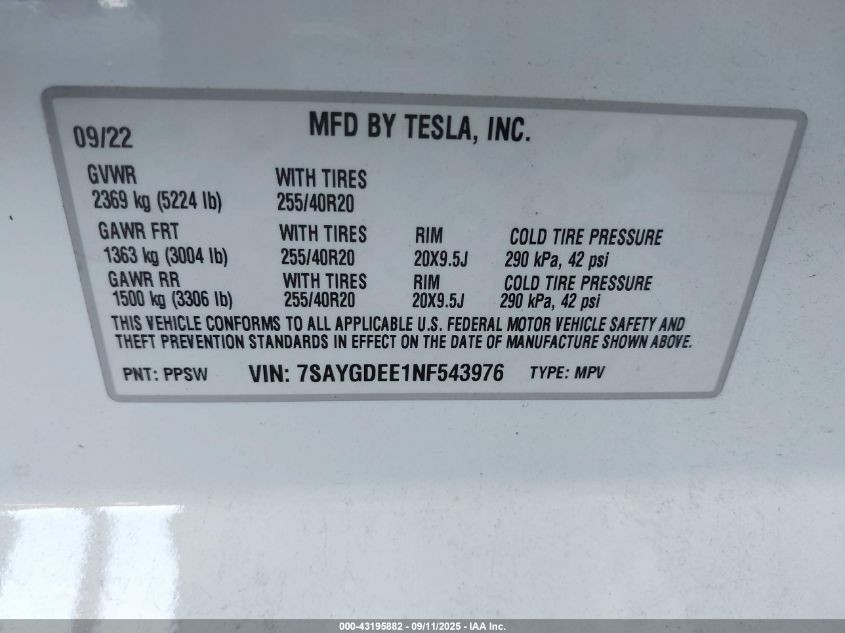 09/22
MFD BY TESLA, INC.
GVWR WITH TIRES
2369 kg (5224 lb) 255/40R20
GAWR FRT WITH TIRES RIM COLD TIRE PRESSURE
1363 kg (3004 lb) 255/40R20 20X9.5J 290 kPa, 42 psi
GAWR RR WITH TIRES RIM COLD TIRE PRESSURE
1500 kg (3306 lb) 255/40R20 20X9.5J 290 kPa, 42 psi
THIS VEHICLE CONFORMS TO ALL APPLICABLE U.S. FEDERAL MOTOR VEHICLE SAFETY AND
THEFT PREVENTION STANDARDS IN EFFECT ON THE DATE OF MANUFACTURE SHOWN ABOVE.
PNT: PPSW VIN: 7SAYGDEE1NF543976 TYPE: MPV
000-43195882 - 09/11/2025 - IAA Inc.